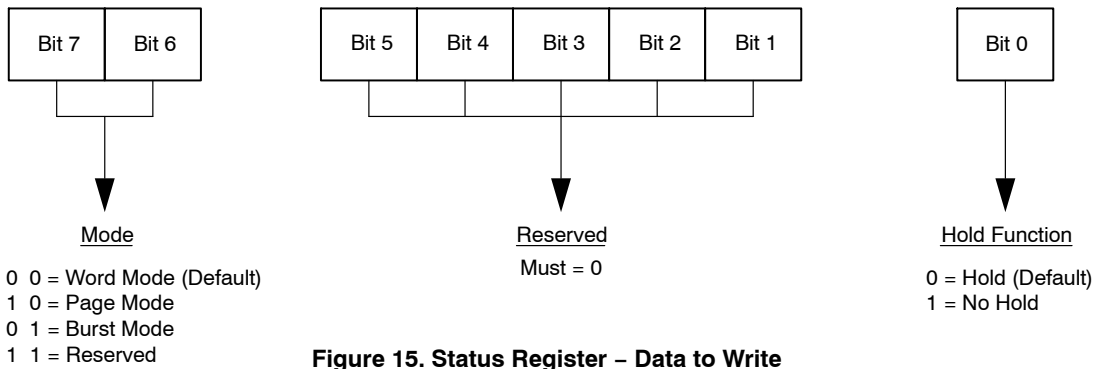 Bit 7 Bit 6 Bit 5 Bit 4 Bit 3 Bit 2 Bit 1 Bit 0
Mode
0 0 = Word Mode (Default)
1 0 = Page Mode
0 1 = Burst Mode
1 1 = Reserved
Reserved
Must = 0
Hold Function
0 = Hold (Default)
1 = No Hold
Figure 15. Status Register – Data to Write